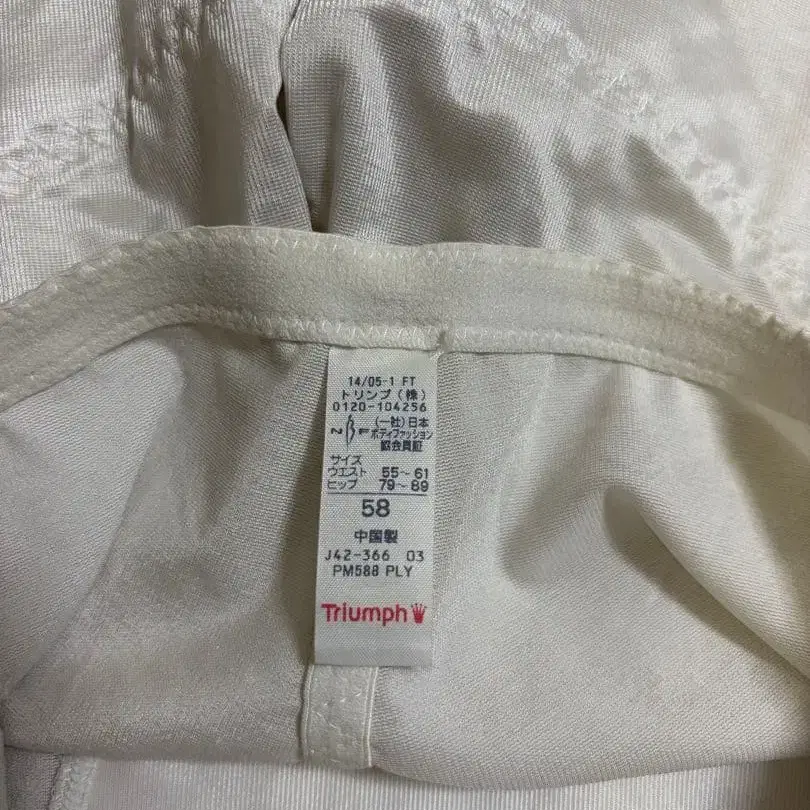 14/05-1 FT
トリンプ(株)
0120-104256
NBF (一社)日本
ボディファッション
協会員証
サイズ
ウエスト 55~61
ヒップ 79~89
58
中国製
J42-366 03
PM588 PLY
Triumph